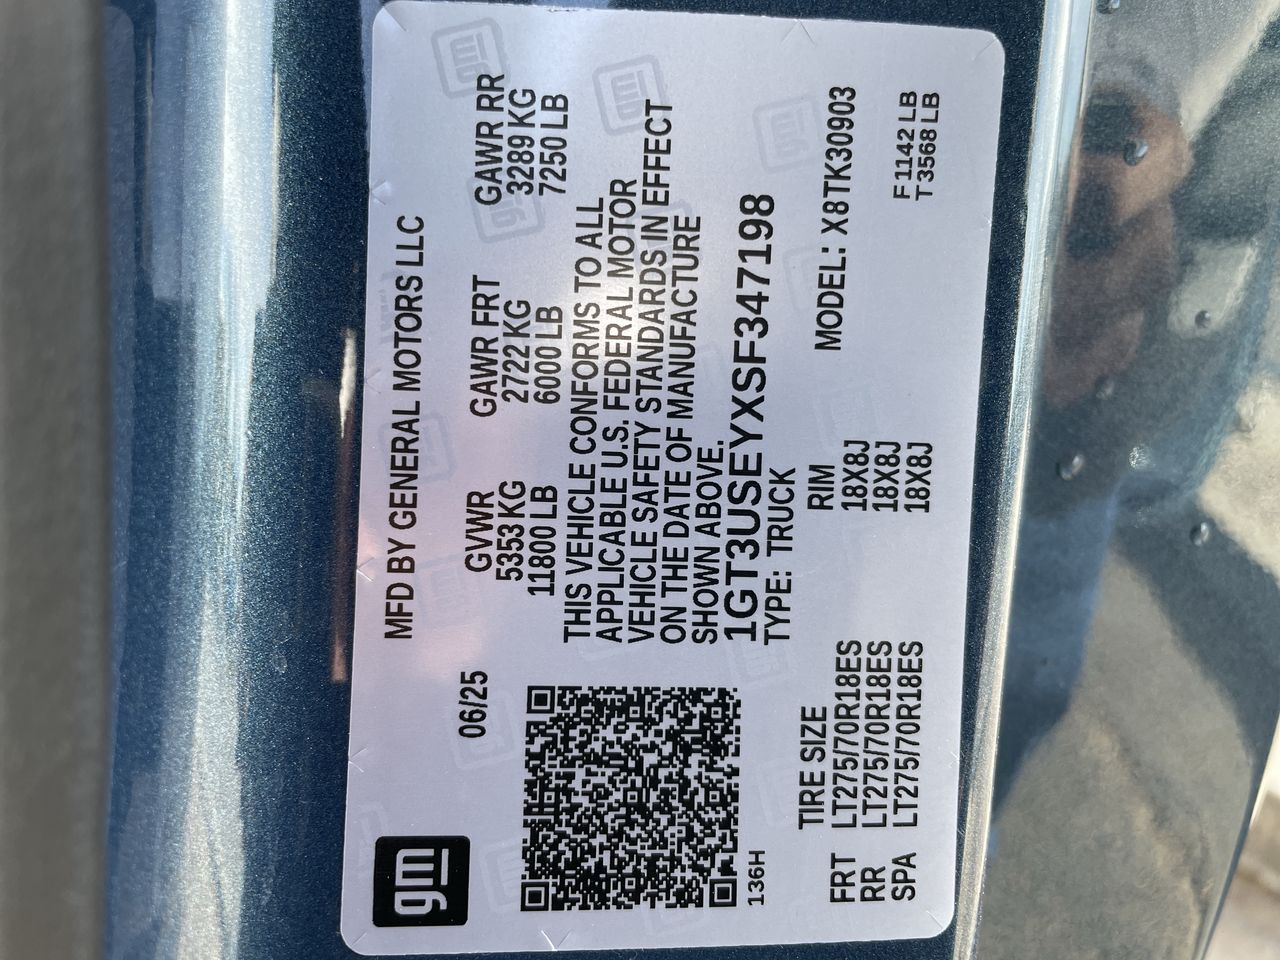 gm
MFD BY GENERAL MOTORS LLC
06/25
GVWR GAWR FRT GAWR RR
5353 KG 2722 KG 3289 KG
11800 LB 6000 LB 7250 LB
THIS VEHICLE CONFORMS TO ALL
APPLICABLE U.S. FEDERAL MOTOR
VEHICLE SAFETY STANDARDS IN EFFECT
ON THE DATE OF MANUFACTURE
SHOWN ABOVE.
1GT3USEYXSF347198
TYPE: TRUCK
136H
MODEL: X8TK30903
TIRE SIZE RIM
FRT LT275/70R18ES 18X8J
RR LT275/70R18ES 18X8J
SPA LT275/70R18ES 18X8J
F 1142 LB
T 3568 LB